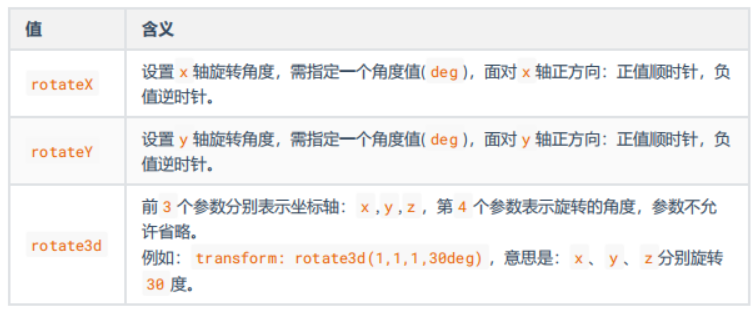 值 含义
rotateX 设置 x 轴旋转角度，需指定一个角度值( deg )，面对 x 轴正方向：正值顺时针，负
值逆时针。
rotateY 设置 y 轴旋转角度，需指定一个角度值( deg )，面对 y 轴正方向：正值顺时针，负
值逆时针。
前 3 个参数分别表示坐标轴： x , y , z ，第 4 个参数表示旋转的角度，参数不允
许省略。
rotate3d
例如： transform: rotate3d(1,1,1,30deg) ，意思是： x 、 y 、 z 分别旋转
30 度。